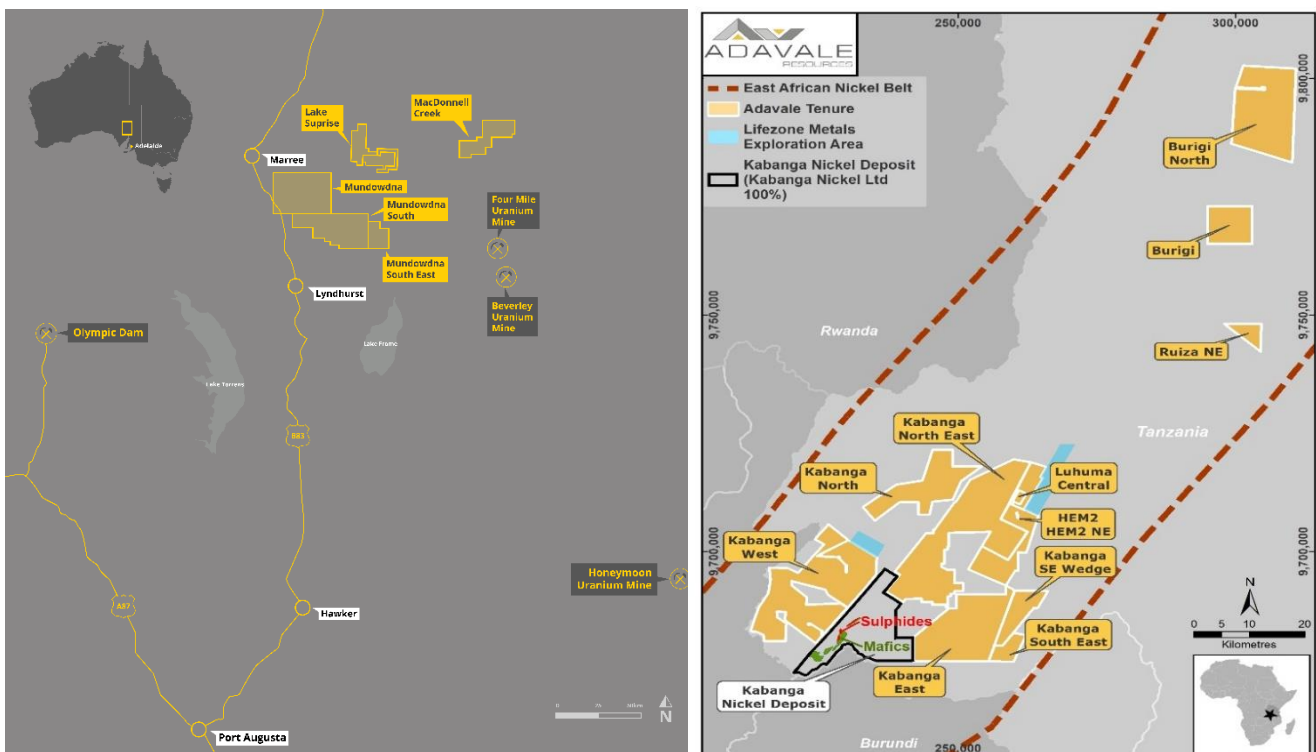 Adelaide
Lake
Suprise
MacDonnell
Creek
Marree
Mundowdna
Mundowdna
South
Mundowdna
South East
Four Mile
Uranium
Mine
Beverley
Uranium
Mine
Lyndhurst
Olympic Dam
Lake Torrens
Lake Frome
B83
A87
Honeymoon
Uranium Mine
Hawker
Port Augusta
0
N
ADAVALE
RESOURCES
East African Nickel Belt
Adavale Tenure
Lifezone Metals
Exploration Area
Kabanga Nickel Deposit
(Kabanga Nickel Ltd
100%)
250,000
300,000
9,800,000
Burigi
North
Burigi
9,750,000
9,750,000
Ruiza NE
Rwanda
Tanzania
Kabanga
North East
Kabanga
North
Luhuma
Central
HEM2
HEM2 NE
Kabanga
West
Kabanga
SE Wedge
9,700,000
9,700,000
Sulphides
Mafics
Kabanga
South East
Kabanga
East
Kabanga
Nickel Deposit
N
0 5 10 20
Kilometres
Burundi
250,000